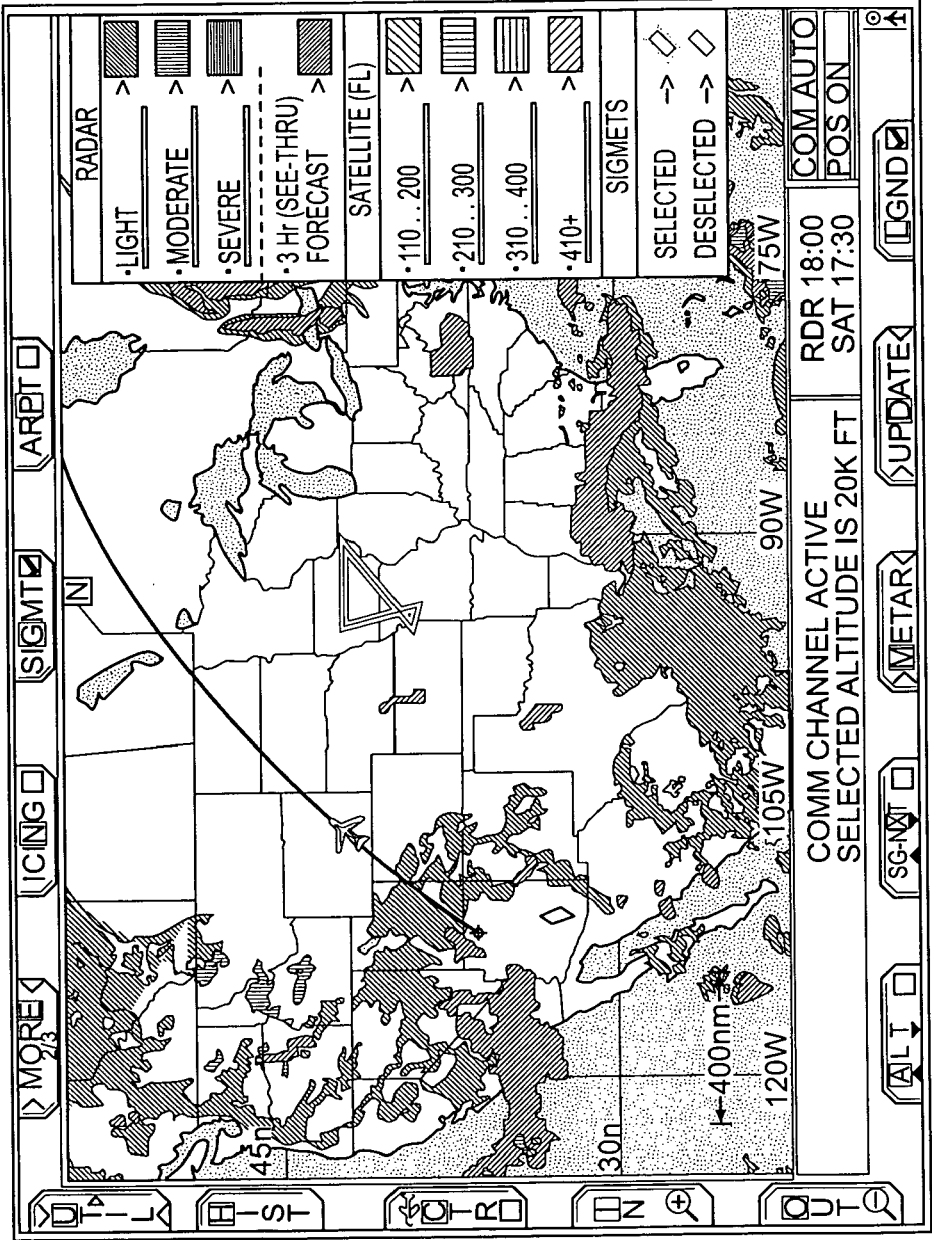 >MORE<
2/3
ICING
SIGMT
ARPT
>UTIL<
HIST
CTR
IN
OUT
N
RADAR
•LIGHT >
•MODERATE >
•SEVERE >
•3 Hr (SEE-THRU) FORECAST >
SATELLITE (FL)
•110...200 >
•210...300 >
•310...400 >
•410+ >
SIGMETS
SELECTED -->
DESELECTED -->
45n
30n
400nm
120W
105W
90W
75W
COMM CHANNEL ACTIVE
SELECTED ALTITUDE IS 20K FT
RDR 18:00
SAT 17:30
COM AUTO
POS ON
ALT
SG-NXT
>METAR<
>UPDATE<
LGND